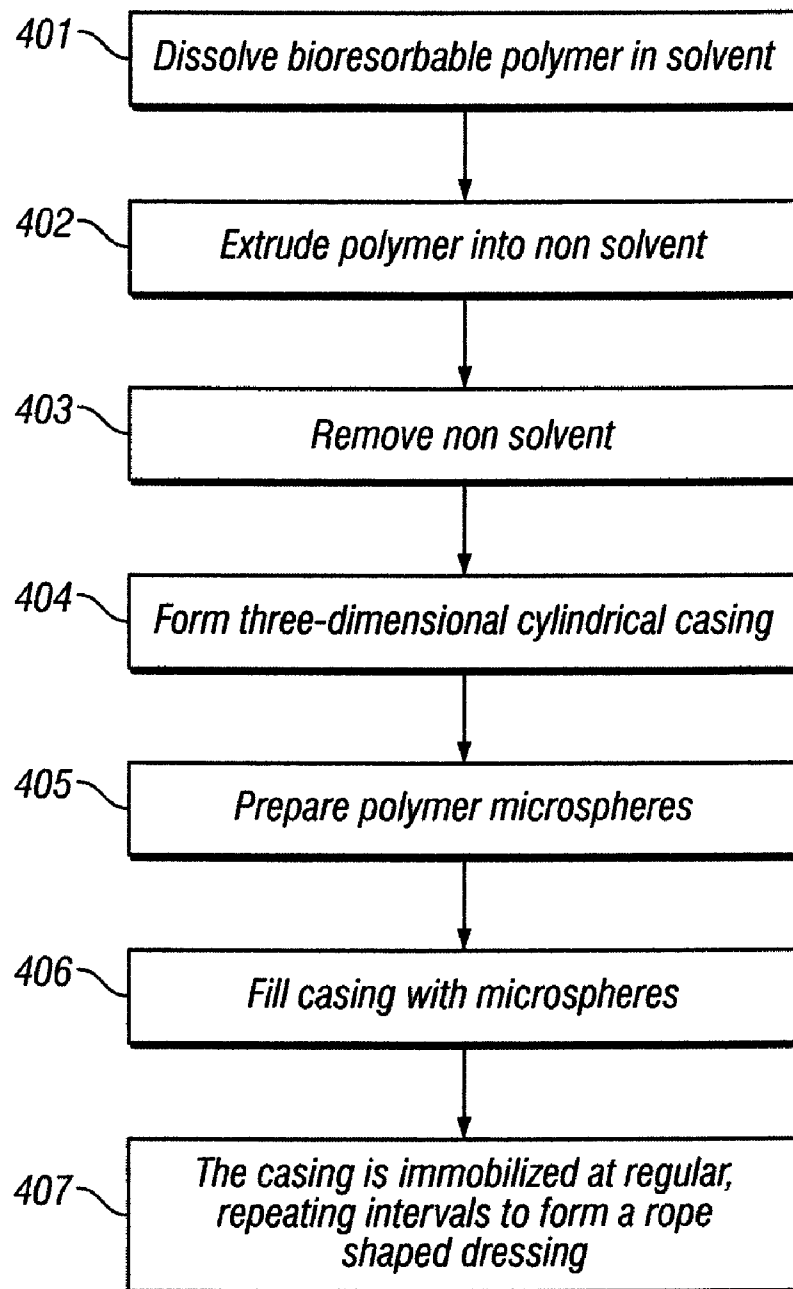 401
Dissolve bioresorbable polymer in solvent
402
Extrude polymer into non solvent
403
Remove non solvent
404
Form three-dimensional cylindrical casing
405
Prepare polymer microspheres
406
Fill casing with microspheres
407
The casing is immobilized at regular,
repeating intervals to form a rope
shaped dressing